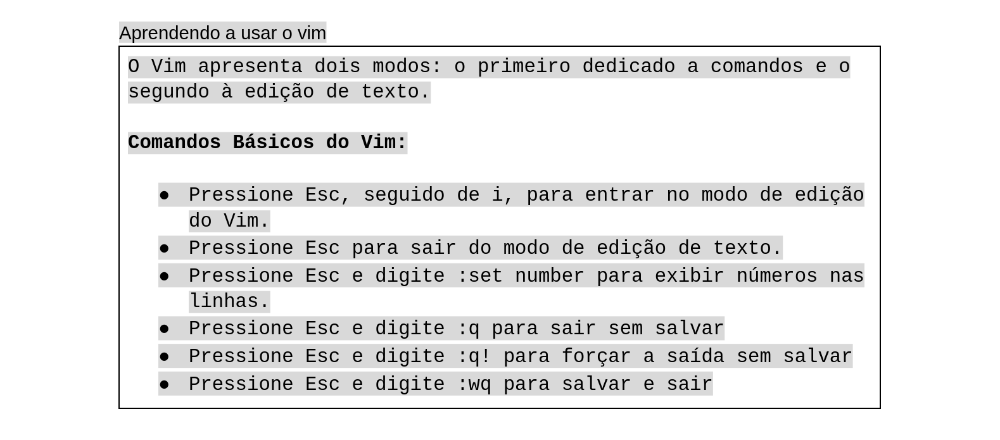 Aprendendo a usar o vim
O Vim apresenta dois modos: o primeiro dedicado a comandos e o
segundo à edição de texto.
Comandos Básicos do Vim:
● Pressione Esc, seguido de i, para entrar no modo de edição
do Vim.
● Pressione Esc para sair do modo de edição de texto.
● Pressione Esc e digite :set number para exibir números nas
linhas.
● Pressione Esc e digite :q para sair sem salvar
● Pressione Esc e digite :q! para forçar a saída sem salvar
● Pressione Esc e digite :wq para salvar e sair